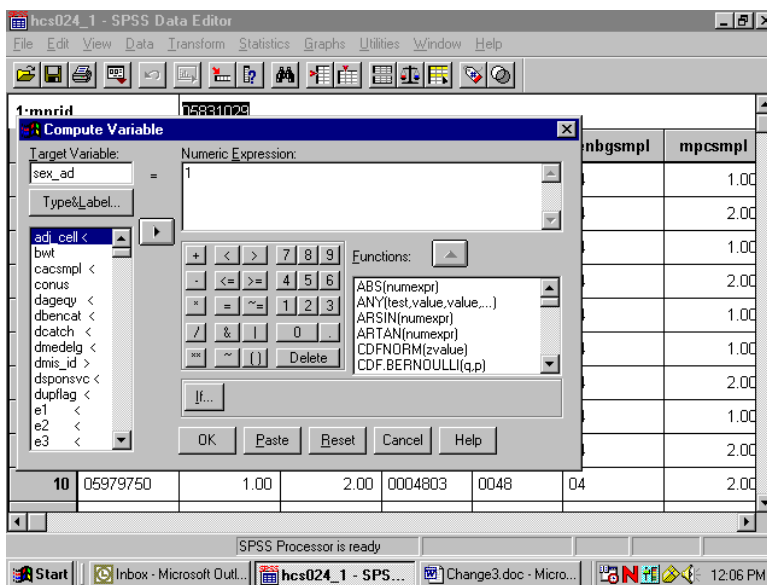 hcs024_1 - SPSS Data Editor
File Edit View Data Transform Statistics Graphs Utilities Window Help
1:mprid 05831029
Compute Variable
Target Variable: Numeric Expression:
sex_ad = 1
Type&Label...
adj_cell <
bwt
cacsmpl <
conus
dageqy <
dbencat <
dcatch <
dmedelg <
dmis_id >
dsponsvc <
dupflag <
e1 <
e2 <
e3 <
+ < > 7 8 9
- <= >= 4 5 6
* = ~= 1 2 3
/ & | 0 .
** ~ () Delete
Functions:
ABS(numexpr)
ANY(test,value,value,...)
ARSIN(numexpr)
ARTAN(numexpr)
CDFNORM(zvalue)
CDF.BERNOULLI(q,p)
If...
OK Paste Reset Cancel Help
nbgsmpl mpcsmpl
1.00
2.00
1.00
2.00
1.00
1.00
2.00
1.00
2.00
10 05979750 1.00 2.00 0004803 0048 04 2.00
SPSS Processor is ready
Start Inbox - Microsoft Outl... hcs024_1 - SPS... Change3.doc - Micro... 12:06 PM